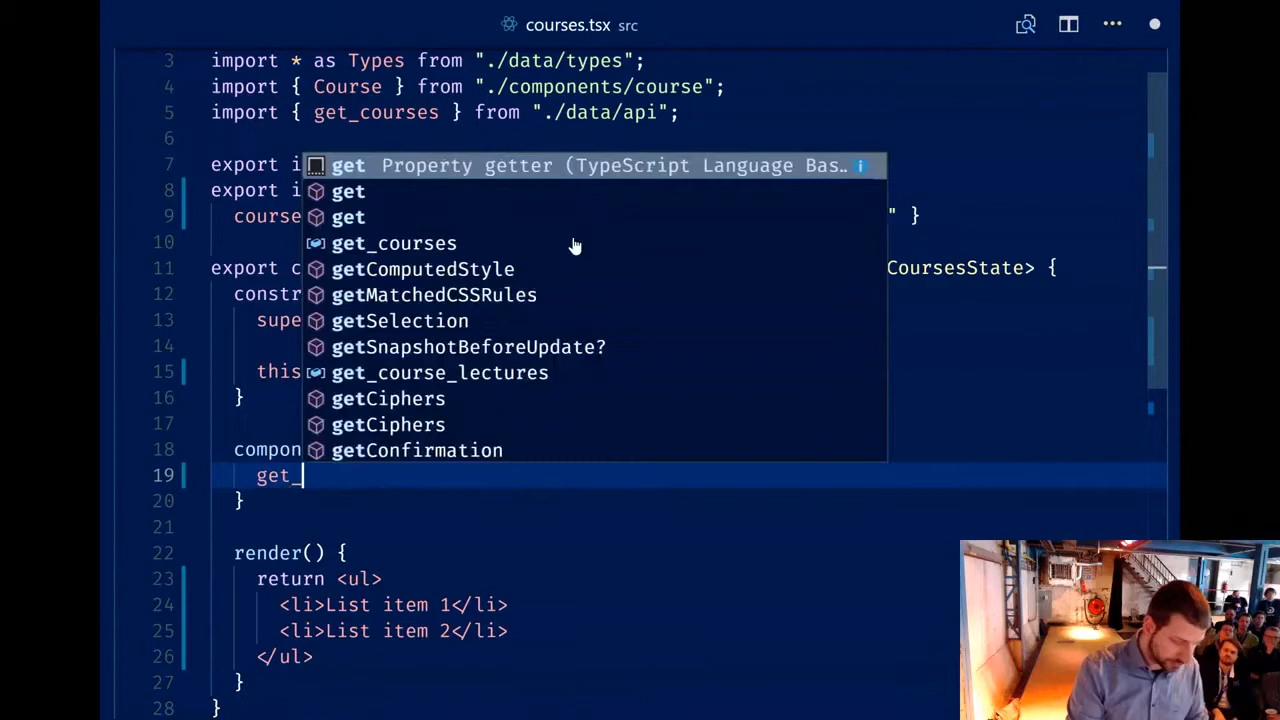 courses.tsx src
3 import * as Types from "./data/types";
4 import { Course } from "./components/course";
5 import { get_courses } from "./data/api";
6
7 export i
8 export i
9 course " }
10
11 export c CoursesState> {
12 constr
13 supe
14
15 this
16 }
17
18 compon
19 get_
20 }
21
22 render() {
23 return <ul>
24 <li>List item 1</li>
25 <li>List item 2</li>
26 </ul>
27 }
28 }
get Property getter (TypeScript Language Bas…
get
get
get_courses
getComputedStyle
getMatchedCSSRules
getSelection
getSnapshotBeforeUpdate?
get_course_lectures
getCiphers
getCiphers
getConfirmation